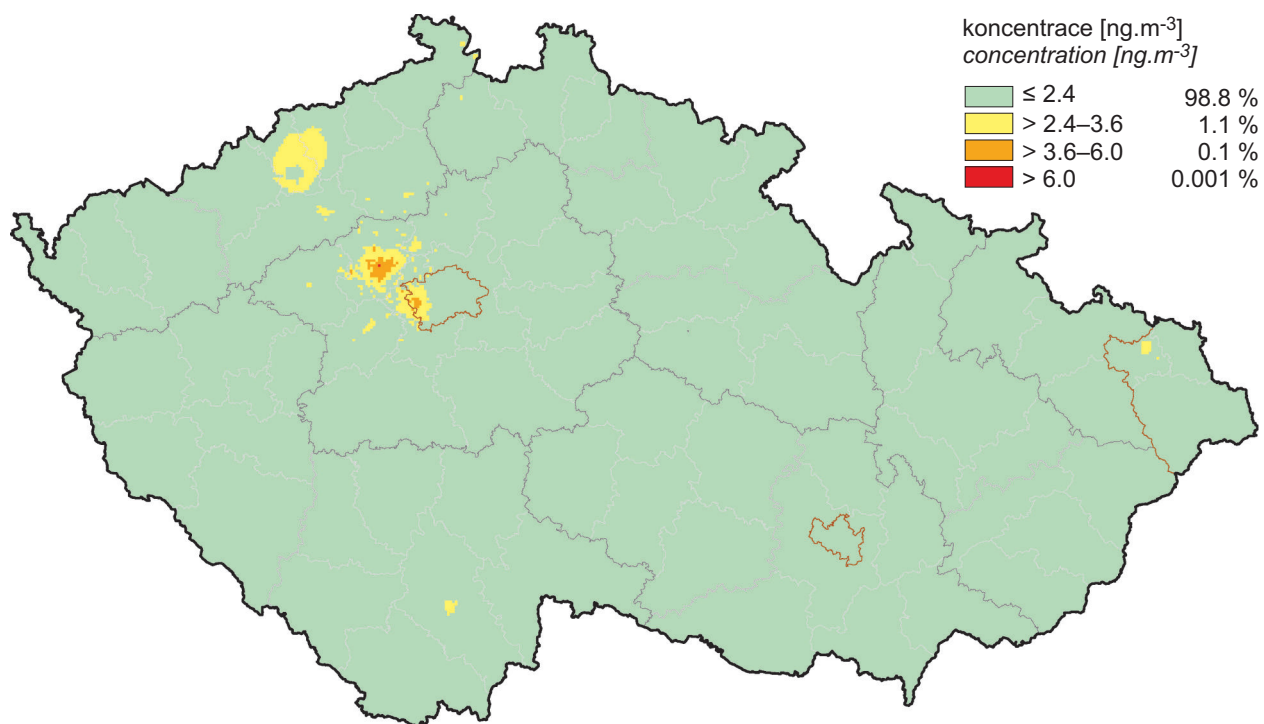 koncentrace [ng.m-3]
concentration [ng.m-3]
≤ 2.4 98.8 %
> 2.4–3.6 1.1 %
> 3.6–6.0 0.1 %
> 6.0 0.001 %